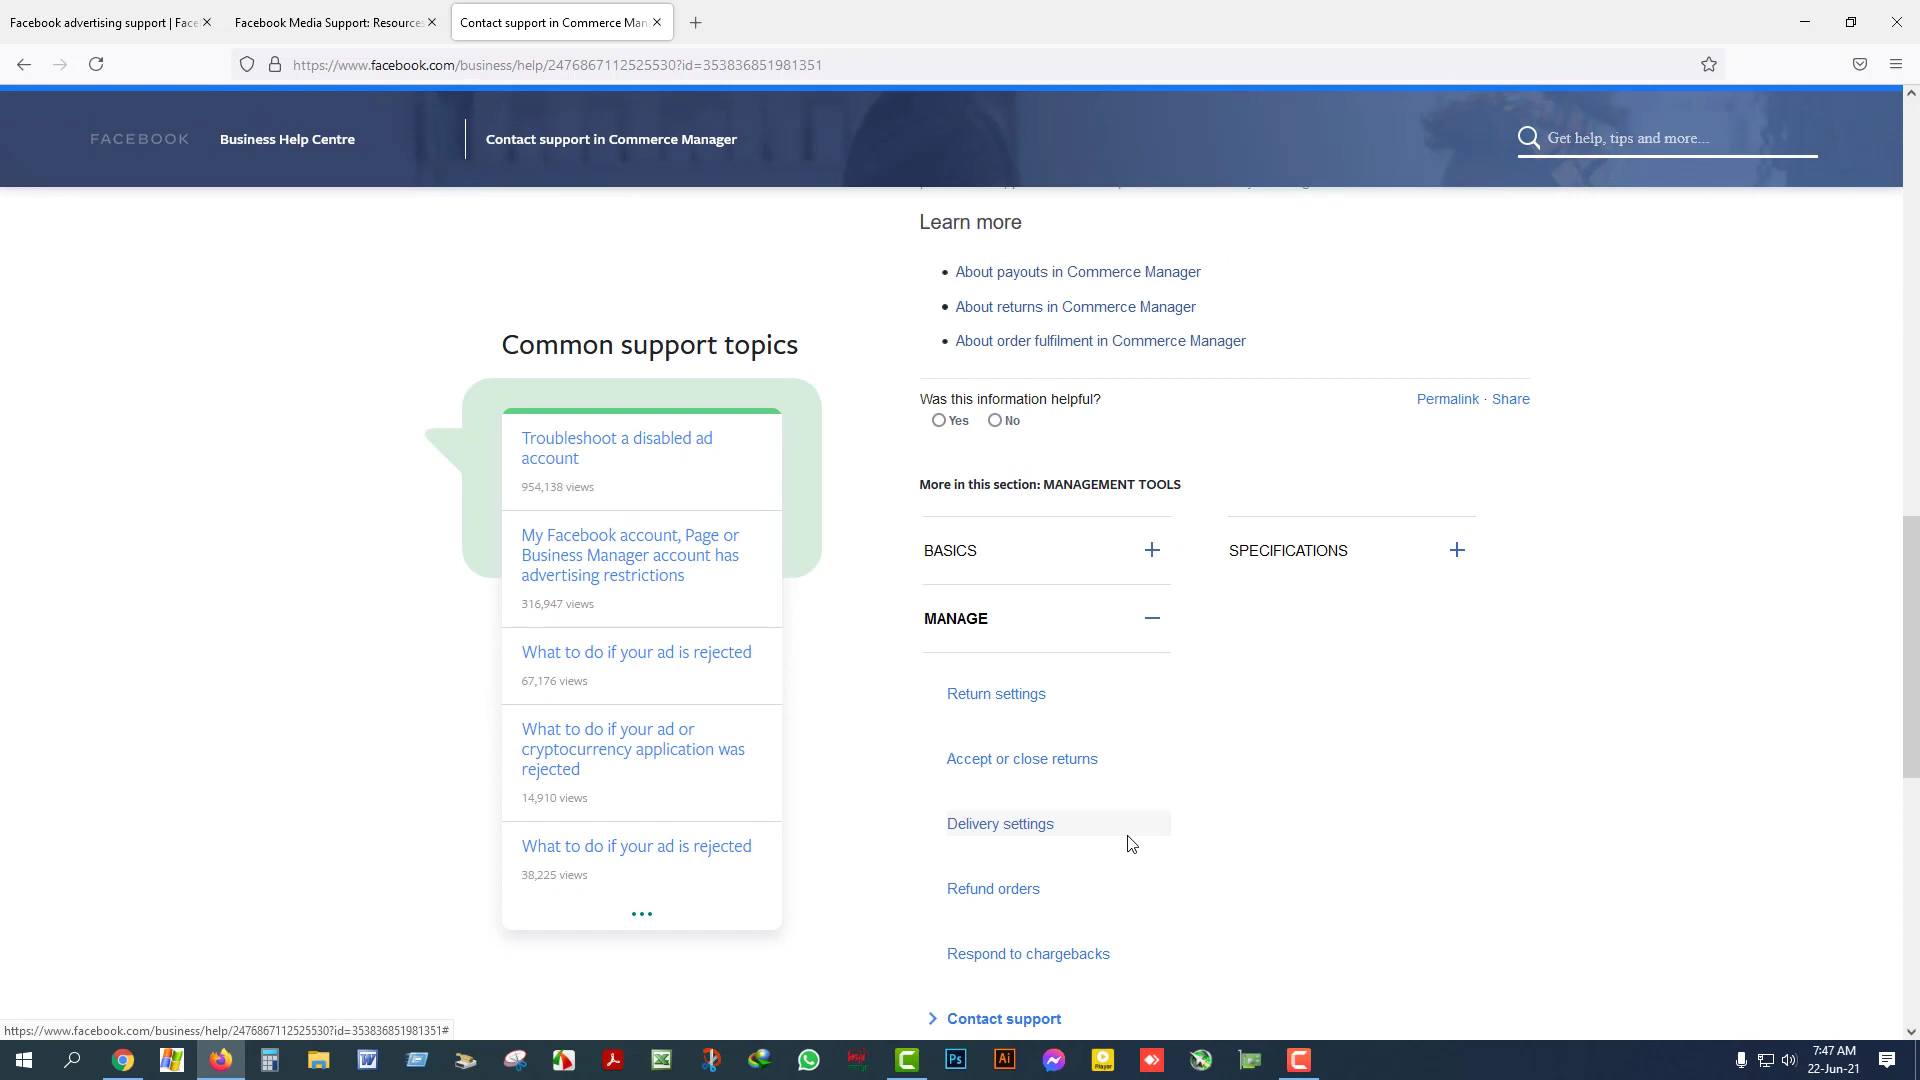 Facebook advertising support | Face
Facebook Media Support: Resources
Contact support in Commerce Man
https://www.facebook.com/business/help/2476867112525530?id=353836851981351
FACEBOOK
Business Help Centre
Contact support in Commerce Manager
Get help, tips and more...
Learn more
About payouts in Commerce Manager
About returns in Commerce Manager
About order fulfilment in Commerce Manager
Was this information helpful?
Permalink · Share
Yes No
Common support topics
Troubleshoot a disabled ad
account
954,138 views
My Facebook account, Page or
Business Manager account has
advertising restrictions
316,947 views
What to do if your ad is rejected
67,176 views
What to do if your ad or
cryptocurrency application was
rejected
14,910 views
What to do if your ad is rejected
38,225 views
More in this section: MANAGEMENT TOOLS
BASICS
SPECIFICATIONS
MANAGE
Return settings
Accept or close returns
Delivery settings
Refund orders
Respond to chargebacks
Contact support
https://www.facebook.com/business/help/2476867112525530?id=353836851981351#
Ps
Ai
Player
7:47 AM
22-Jun-21